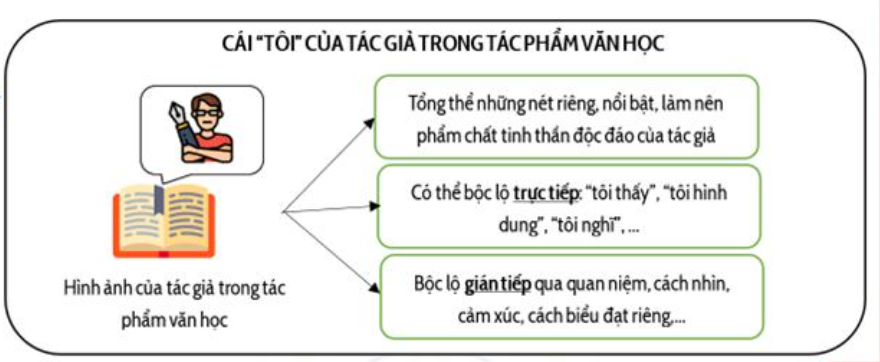 CÁI “TÔI” CỦA TÁC GIẢ TRONG TÁC PHẨM VĂN HỌC
Tổng thể những nét riêng, nổi bật, làm nên
phẩm chất tinh thần độc đáo của tác giả
Có thể bộc lộ trực tiếp: “tôi thấy”, “tôi hình
dung”, “tôi nghĩ”, ...
Bộc lộ gián tiếp qua quan niệm, cách nhìn,
cảm xúc, cách biểu đạt riêng,...
Hình ảnh của tác giả trong tác
phẩm văn học